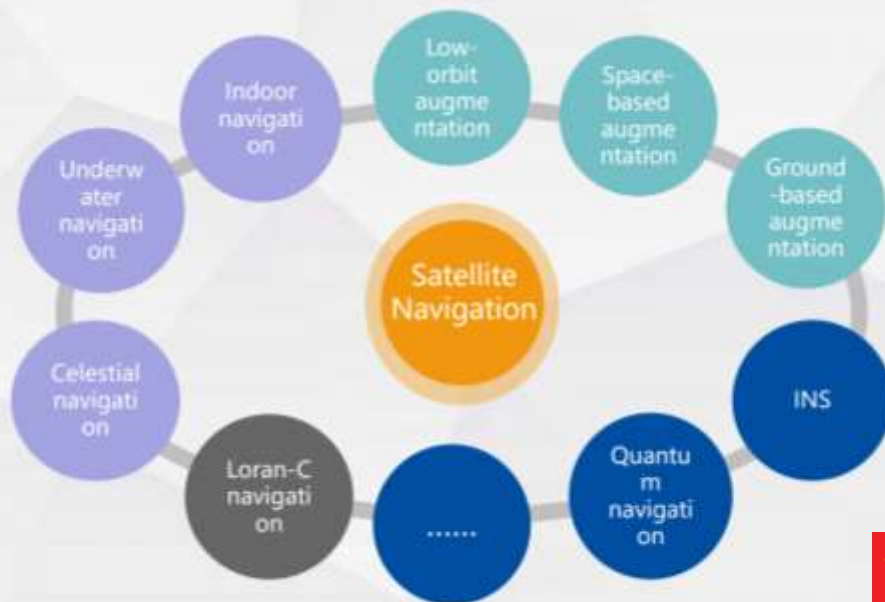 Low-
orbit
augme
ntation
Space-
based
augme
ntation
Ground
-based
augme
ntation
INS
Quantu
m
navigati
on
......
Loran-C
navigati
on
Celestial
navigati
on
Underw
ater
navigati
on
Indoor
navigati
on
Satellite
Navigation